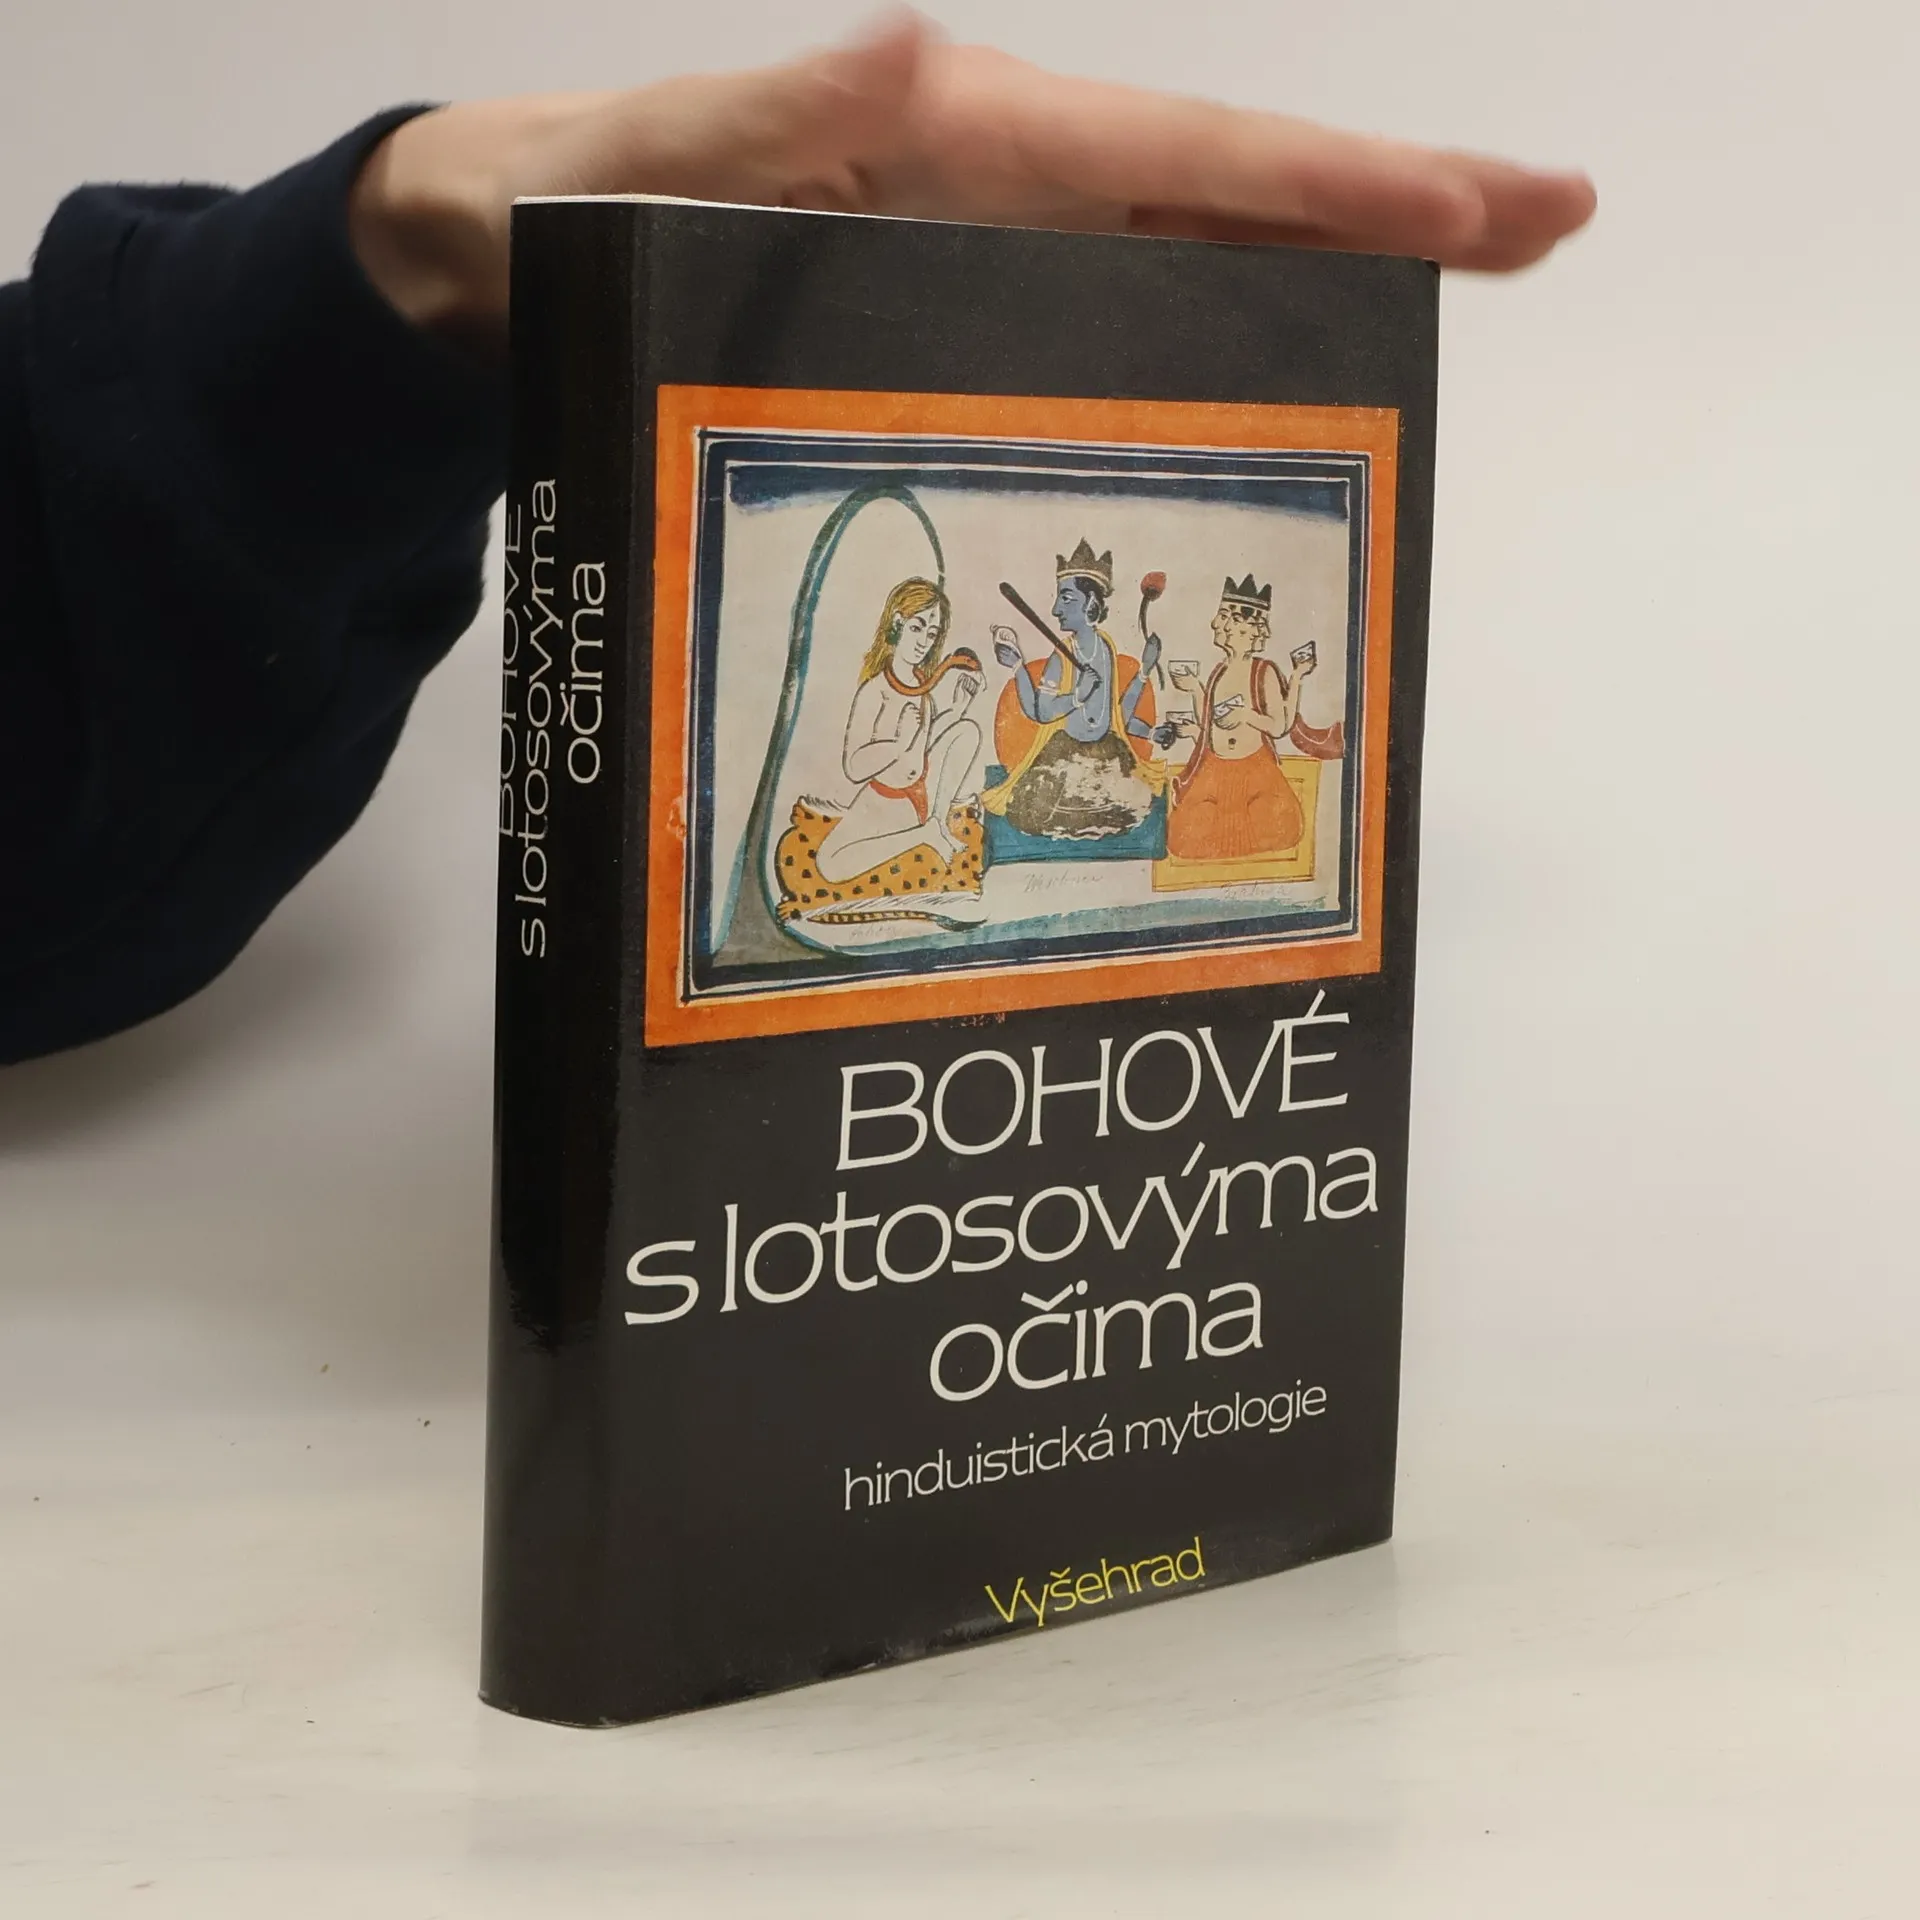 BOHOVÉ
s lotosovýma
očima
BOHOVÉ
s lotosovýma
očima
hinduistická mytologie
Vyšehrad